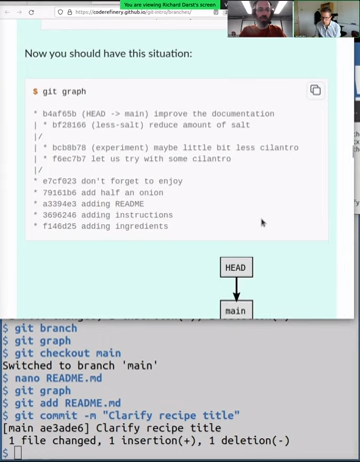 You are viewing Richard Darst's screen
https://coderefinery.github.io/git-intro/branches/
Now you should have this situation:
$ git graph
* b4af65b (HEAD -> main) improve the documentation
| * bf28166 (less-salt) reduce amount of salt
|/
| * bcb8b78 (experiment) maybe little bit less cilantro
| * f6ec7b7 let us try with some cilantro
|/
* e7cf023 don't forget to enjoy
* 79161b6 add half an onion
* a3394e3 adding README
* 3696246 adding instructions
* f146d25 adding ingredients
HEAD
main
$ git branch
$ git graph
$ git checkout main
Switched to branch 'main'
$ nano README.md
$ git graph
$ git add README.md
$ git commit -m "Clarify recipe title"
[main ae3ade6] Clarify recipe title
1 file changed, 1 insertion(+), 1 deletion(-)
$